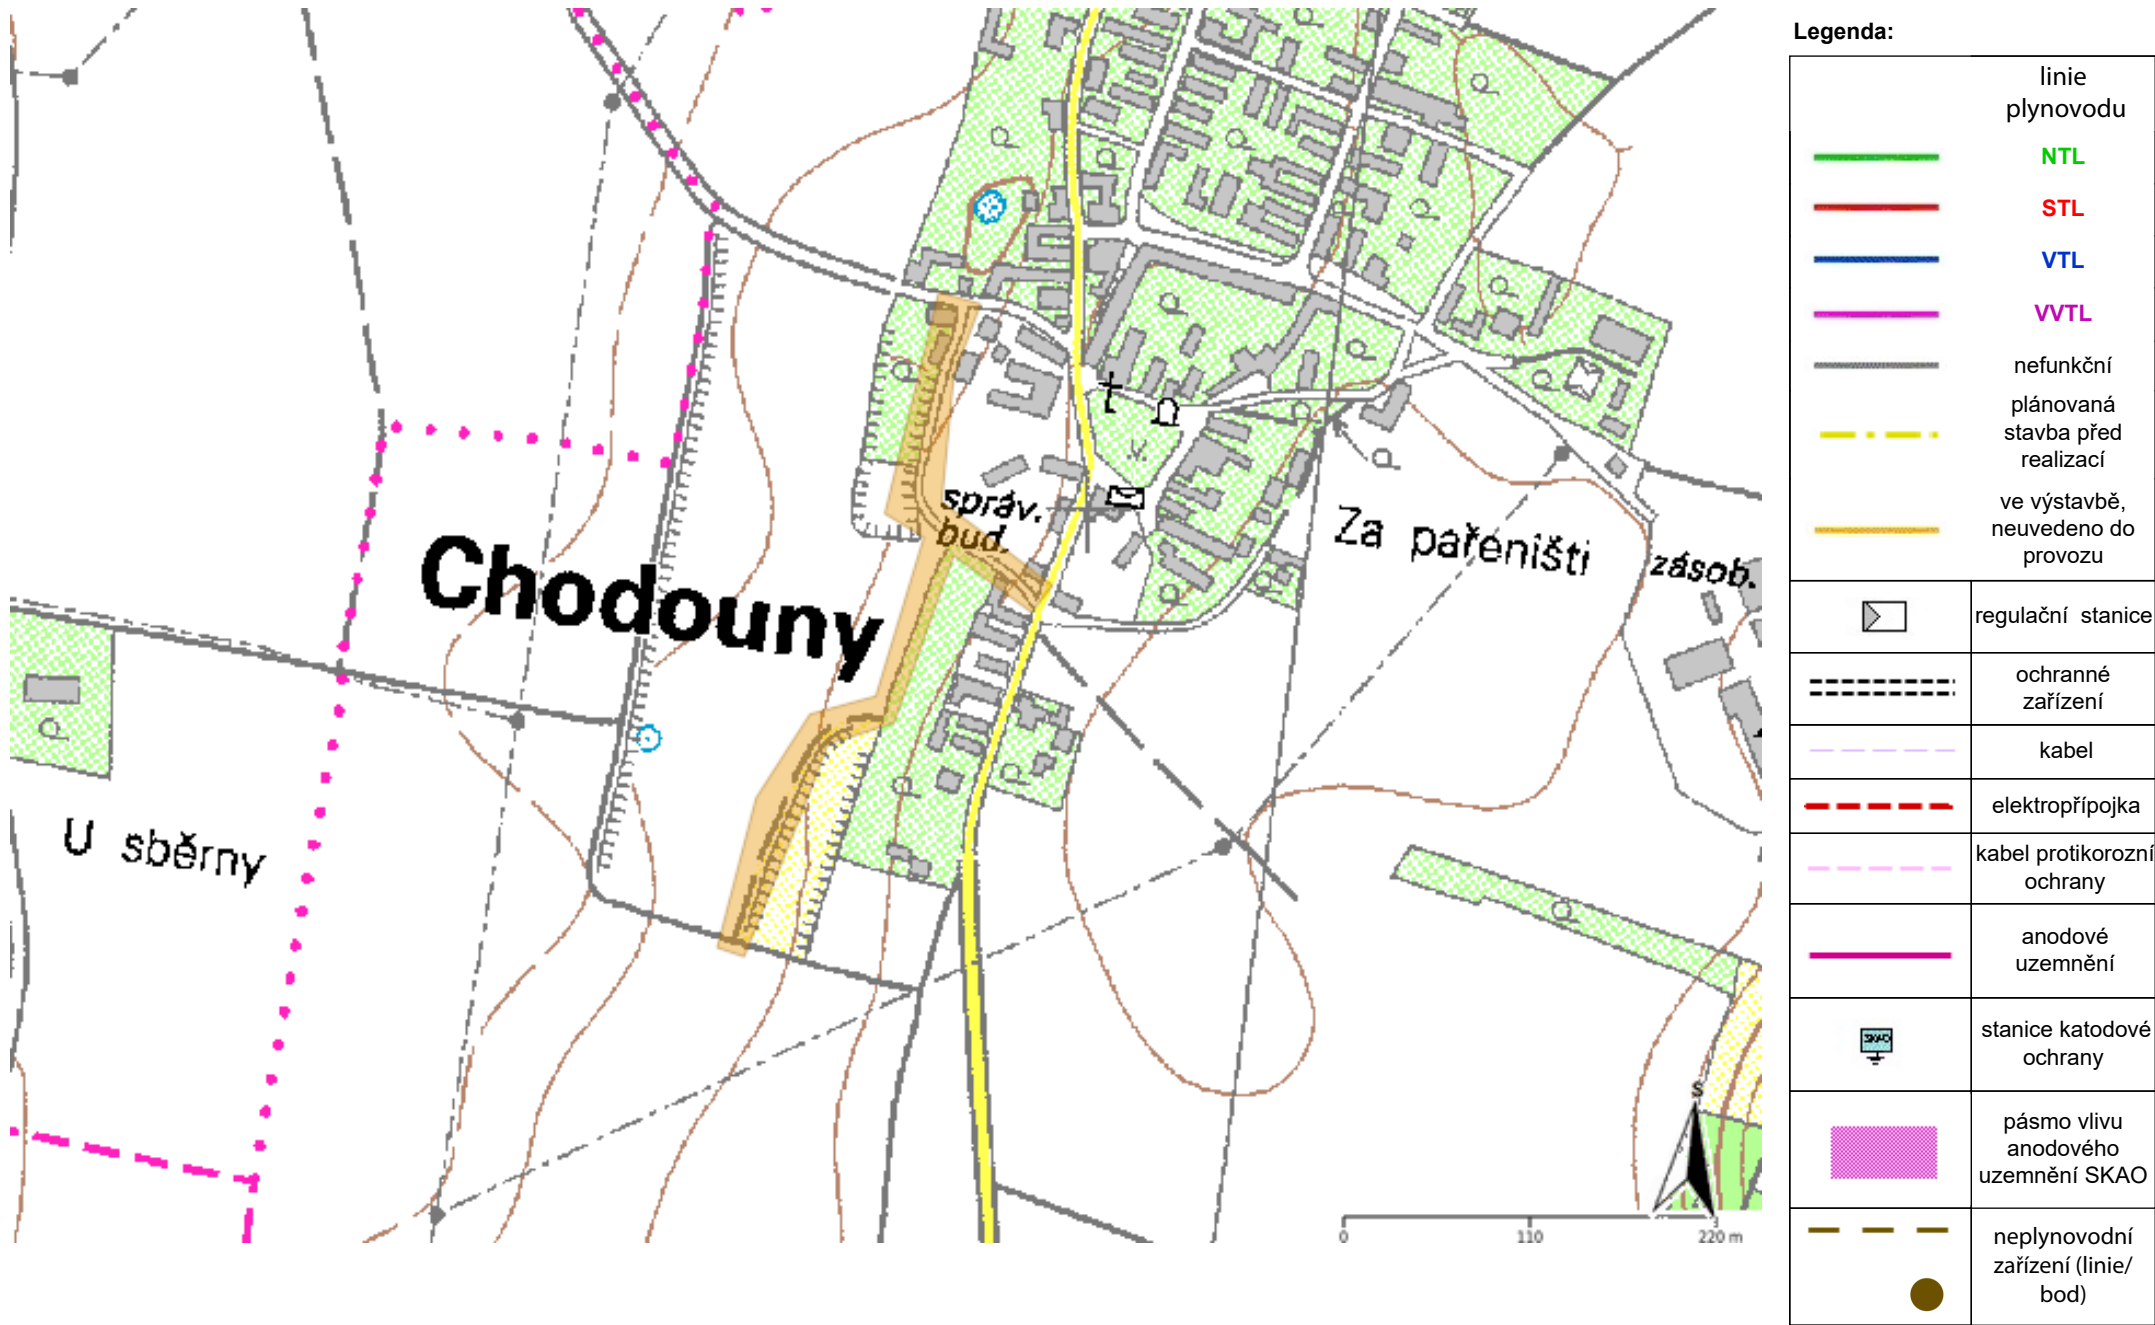 Legenda:
linie
plynovodu
NTL
STL
VTL
VVTL
nefunkční
plánovaná
stavba před
realizací
ve výstavbě,
neuvedeno do
provozu
regulační stanice
ochranné
zařízení
kabel
elektropřípojka
kabel protikorozní
ochrany
anodové
uzemnění
SKAO
stanice katodové
ochrany
pásmo vlivu
anodového
uzemnění SKAO
neplynovodní
zařízení (linie/
bod)
správ.
bud.
Za pařeništi
zásob.
Chodouny
U sběrny
S
0 110 220 m